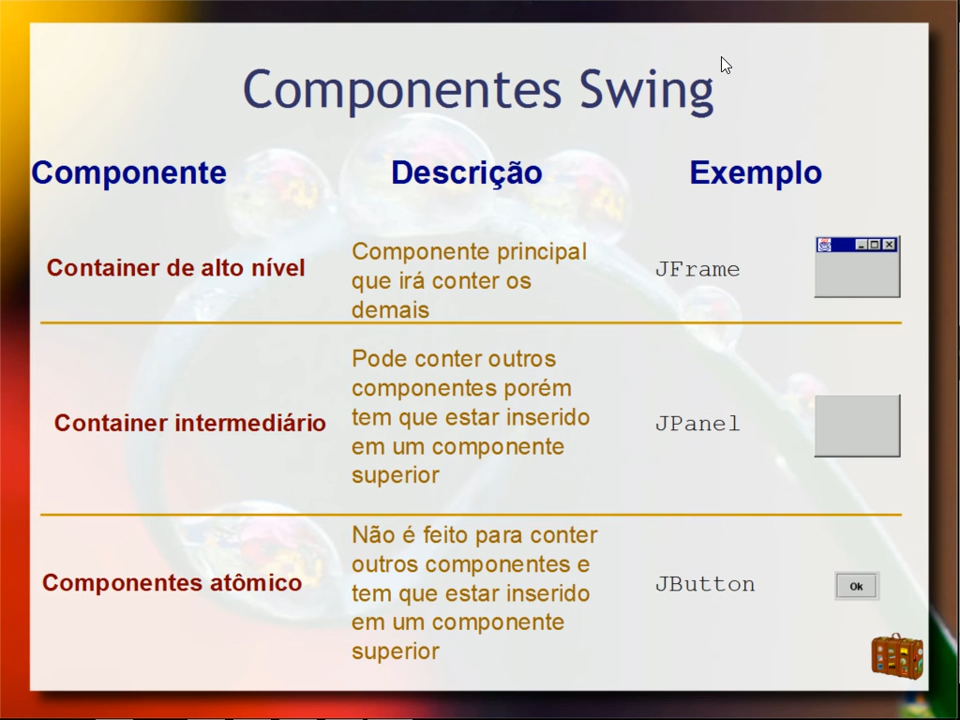 Componentes Swing
Componente Descrição Exemplo
Container de alto nível
Componente principal
que irá conter os
demais
JFrame
Container intermediário
Pode conter outros
componentes porém
tem que estar inserido
em um componente
superior
JPanel
Componentes atômico
Não é feito para conter
outros componentes e
tem que estar inserido
em um componente
superior
JButton
Ok